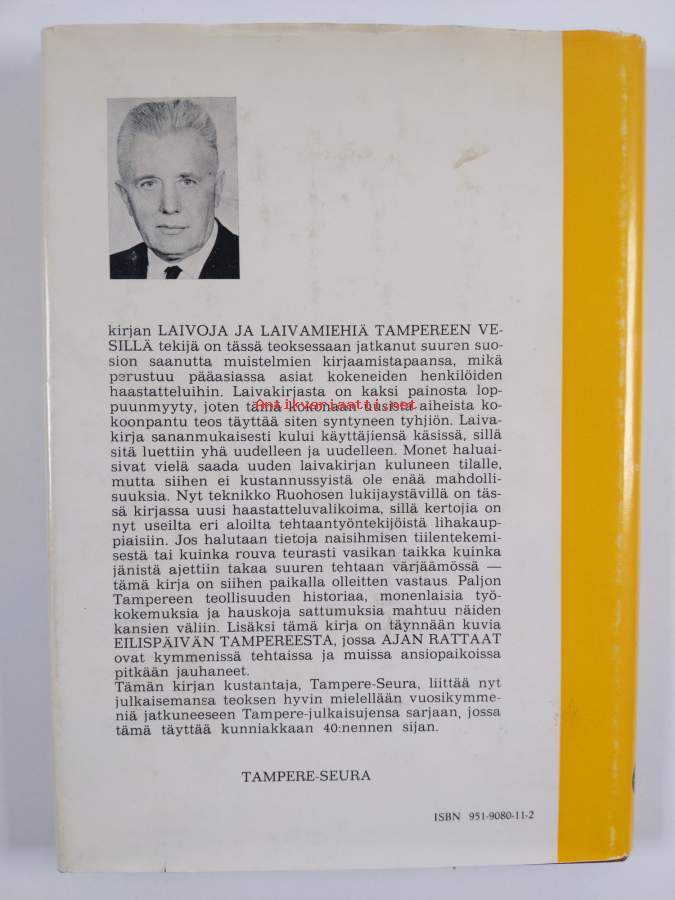 kirjan LAIVOJA JA LAIVAMIEHIÄ TAMPEREEN VE-
SILLÄ tekijä on tässä teoksessaan jatkanut suuren suo-
sion saanutta muistelmien kirjaamistapaansa, mikä
perustuu pääasiassa asiat kokeneiden henkilöiden
haastatteluihin. Laivakirjasta on kaksi painosta lop-
puunmyyty, joten tämä kokonaan uusista aiheista ko-
Antikvariaatti.net
koonpantu teos täyttää siten syntyneen tyhjiön. Laiva-
kirja sananmukaisesti kului käyttäjiensä käsissä, sillä
sitä luettiin yhä uudelleen ja uudelleen. Monet haluai-
sivat vielä saada uuden laivakirjan kuluneen tilalle,
mutta siihen ei kustannussyistä ole enää mahdolli-
suuksia. Nyt teknikko Ruohosen lukijaystävillä on täs-
sä kirjassa uusi haastatteluvalikoima, sillä kertojia on
nyt useilta eri aloilta tehtaantyöntekijöistä lihakaup-
piaisiin. Jos halutaan tietoja naisihmisen tiilentekemi-
sestä tai kuinka rouva teurasti vasikan taikka kuinka
jänistä ajettiin takaa suuren tehtaan värjäämössä —
tämä kirja on siihen paikalla olleitten vastaus. Paljon
Tampereen teollisuuden historiaa, monenlaisia työ-
kokemuksia ja hauskoja sattumuksia mahtuu näiden
kansien väliin. Lisäksi tämä kirja on täynnään kuvia
EILISPÄIVÄN TAMPEREESTA, jossa AJAN RATTAAT
ovat kymmenissä tehtaissa ja muissa ansiopaikoissa
pitkään jauhaneet.
Tämän kirjan kustantaja, Tampere-Seura, liittää nyt
julkaisemansa teoksen hyvin mielellään vuosikymme-
niä jatkuneeseen Tampere-julkaisujensa sarjaan, jossa
tämä täyttää kunniakkaan 40:nennen sijan.
TAMPERE-SEURA
ISBN 951-9080-11-2